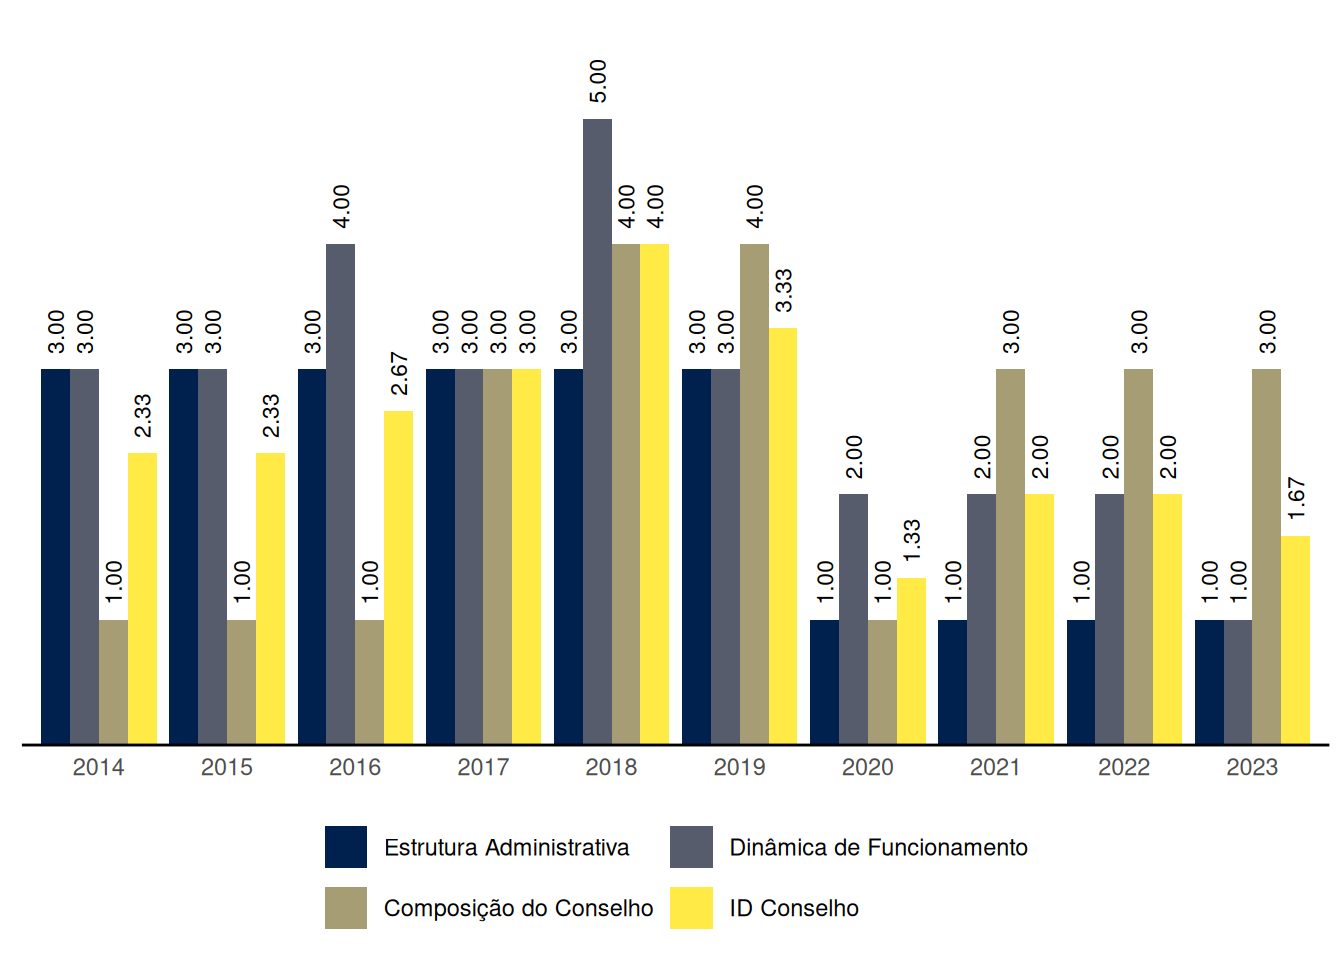 3.00 3.00 1.00 2.33
3.00 3.00 1.00 2.33
3.00 4.00 1.00 2.67
3.00 3.00 3.00 3.00
3.00 5.00 4.00 4.00
3.00 3.00 4.00 3.33
1.00 2.00 1.00 1.33
1.00 2.00 3.00 2.00
1.00 2.00 3.00 2.00
1.00 1.00 3.00 1.67
2014 2015 2016 2017 2018 2019 2020 2021 2022 2023
Estrutura Administrativa Dinâmica de Funcionamento
Composição do Conselho ID Conselho